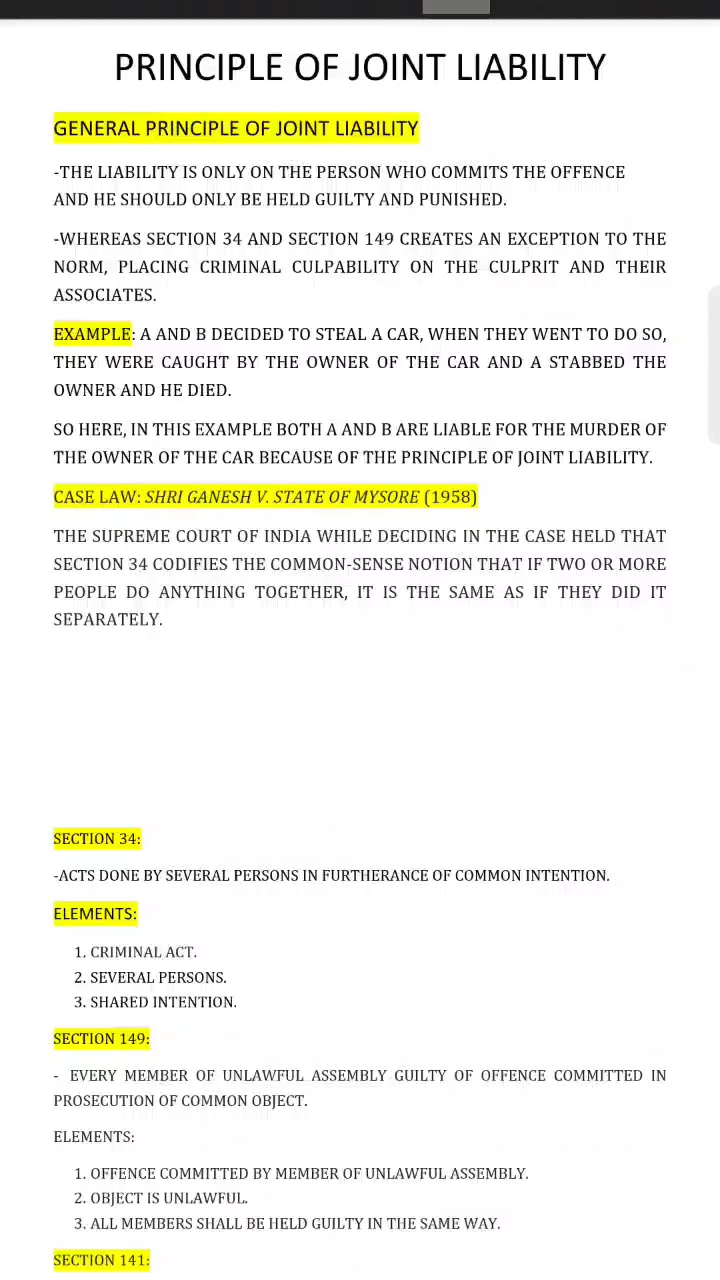 PRINCIPLE OF JOINT LIABILITY
GENERAL PRINCIPLE OF JOINT LIABILITY
-THE LIABILITY IS ONLY ON THE PERSON WHO COMMITS THE OFFENCE
AND HE SHOULD ONLY BE HELD GUILTY AND PUNISHED.
-WHEREAS SECTION 34 AND SECTION 149 CREATES AN EXCEPTION TO THE
NORM, PLACING CRIMINAL CULPABILITY ON THE CULPRIT AND THEIR
ASSOCIATES.
EXAMPLE: A AND B DECIDED TO STEAL A CAR, WHEN THEY WENT TO DO SO,
THEY WERE CAUGHT BY THE OWNER OF THE CAR AND A STABBED THE
OWNER AND HE DIED.
SO HERE, IN THIS EXAMPLE BOTH A AND B ARE LIABLE FOR THE MURDER OF
THE OWNER OF THE CAR BECAUSE OF THE PRINCIPLE OF JOINT LIABILITY.
CASE LAW: SHRI GANESH V. STATE OF MYSORE (1958)
THE SUPREME COURT OF INDIA WHILE DECIDING IN THE CASE HELD THAT
SECTION 34 CODIFIES THE COMMON-SENSE NOTION THAT IF TWO OR MORE
PEOPLE DO ANYTHING TOGETHER, IT IS THE SAME AS IF THEY DID IT
SEPARATELY.
SECTION 34:
-ACTS DONE BY SEVERAL PERSONS IN FURTHERANCE OF COMMON INTENTION.
ELEMENTS:
1. CRIMINAL ACT.
2. SEVERAL PERSONS.
3. SHARED INTENTION.
SECTION 149:
- EVERY MEMBER OF UNLAWFUL ASSEMBLY GUILTY OF OFFENCE COMMITTED IN
PROSECUTION OF COMMON OBJECT.
ELEMENTS:
1. OFFENCE COMMITTED BY MEMBER OF UNLAWFUL ASSEMBLY.
2. OBJECT IS UNLAWFUL.
3. ALL MEMBERS SHALL BE HELD GUILTY IN THE SAME WAY.
SECTION 141: